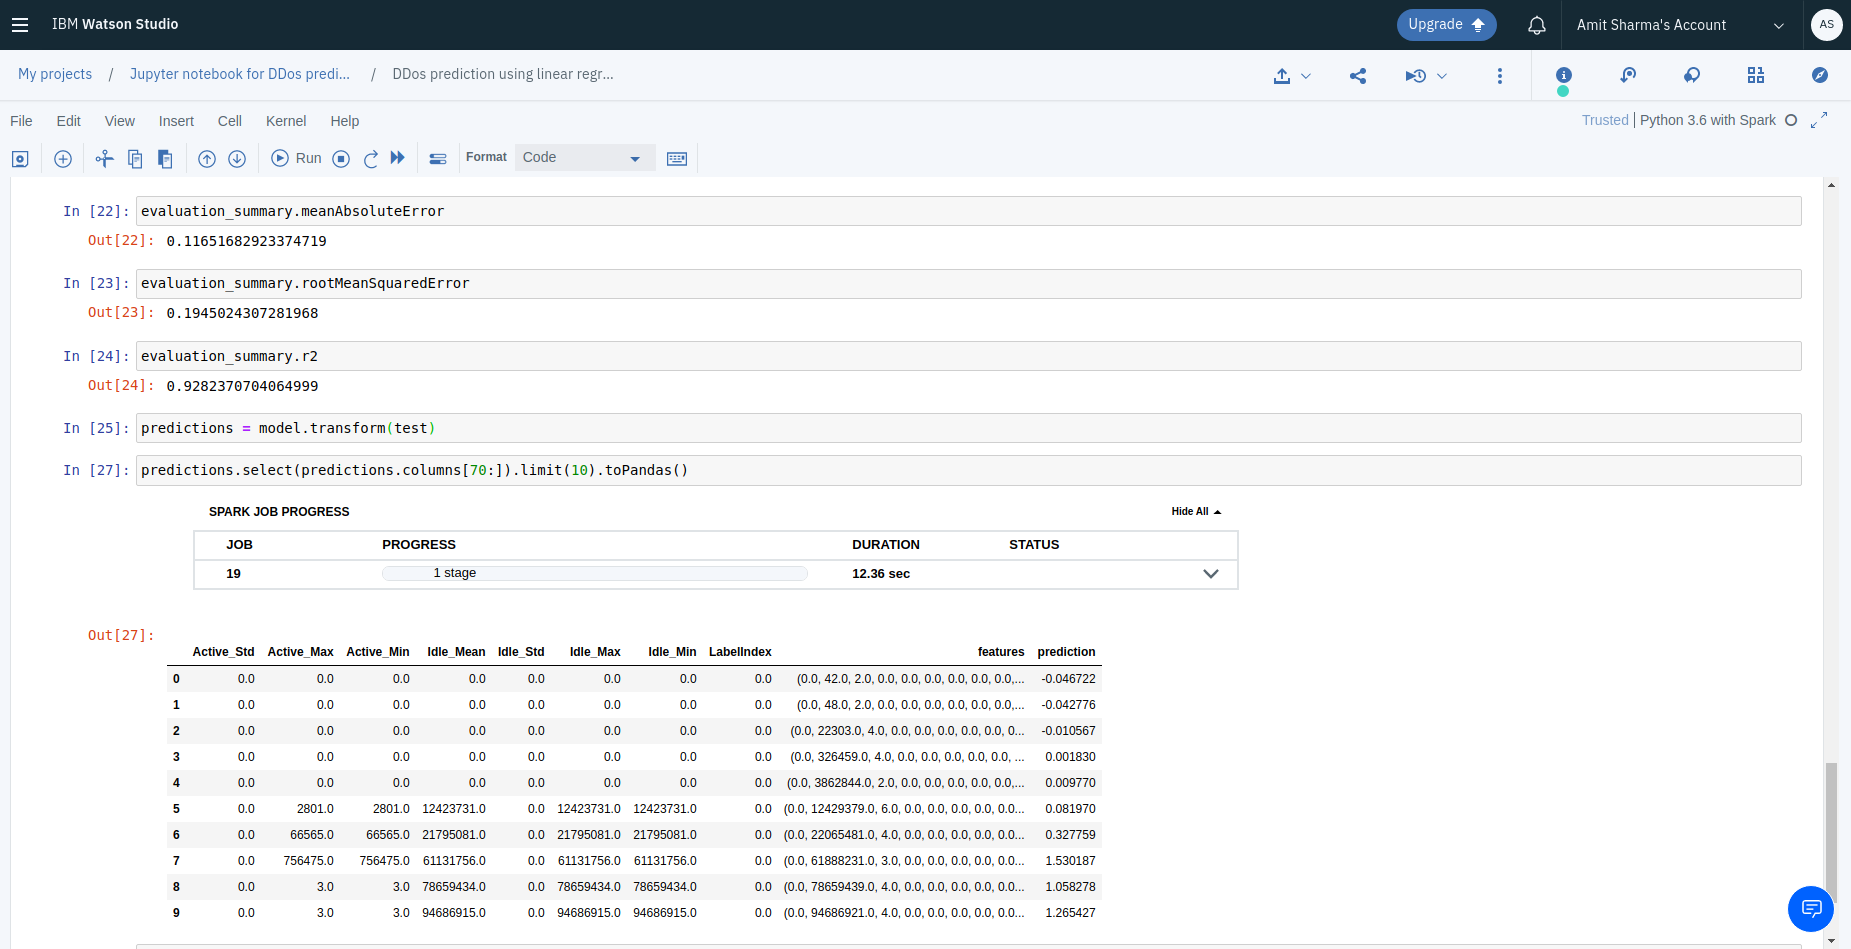 IBM Watson Studio
Upgrade
Amit Sharma's Account
AS
My projects / Jupyter notebook for DDos predi... / DDos prediction using linear regr...
File Edit View Insert Cell Kernel Help
Trusted | Python 3.6 with Spark
Run
Format
Code
In [22]: evaluation_summary.meanAbsoluteError
Out[22]: 0.11651682923374719
In [23]: evaluation_summary.rootMeanSquaredError
Out[23]: 0.1945024307281968
In [24]: evaluation_summary.r2
Out[24]: 0.9282370704064999
In [25]: predictions = model.transform(test)
In [27]: predictions.select(predictions.columns[70:]).limit(10).toPandas()
SPARK JOB PROGRESS
Hide All
JOB PROGRESS DURATION STATUS
19 1 stage 12.36 sec
Out[27]:
Active_Std Active_Max Active_Min Idle_Mean Idle_Std Idle_Max Idle_Min LabelIndex features prediction
0 0.0 0.0 0.0 0.0 0.0 0.0 0.0 0.0 (0.0, 42.0, 2.0, 0.0, 0.0, 0.0, 0.0, 0.0, 0.0,... -0.046722
1 0.0 0.0 0.0 0.0 0.0 0.0 0.0 0.0 (0.0, 48.0, 2.0, 0.0, 0.0, 0.0, 0.0, 0.0, 0.0,... -0.042776
2 0.0 0.0 0.0 0.0 0.0 0.0 0.0 0.0 (0.0, 22303.0, 4.0, 0.0, 0.0, 0.0, 0.0, 0.0, 0... -0.010567
3 0.0 0.0 0.0 0.0 0.0 0.0 0.0 0.0 (0.0, 326459.0, 4.0, 0.0, 0.0, 0.0, 0.0, 0.0, ... 0.001830
4 0.0 0.0 0.0 0.0 0.0 0.0 0.0 0.0 (0.0, 3862844.0, 2.0, 0.0, 0.0, 0.0, 0.0, 0.0,... 0.009770
5 0.0 2801.0 2801.0 12423731.0 0.0 12423731.0 12423731.0 0.0 (0.0, 12429379.0, 6.0, 0.0, 0.0, 0.0, 0.0, 0.0... 0.081970
6 0.0 66565.0 66565.0 21795081.0 0.0 21795081.0 21795081.0 0.0 (0.0, 22065481.0, 4.0, 0.0, 0.0, 0.0, 0.0, 0.0... 0.327759
7 0.0 756475.0 756475.0 61131756.0 0.0 61131756.0 61131756.0 0.0 (0.0, 61888231.0, 3.0, 0.0, 0.0, 0.0, 0.0, 0.0... 1.530187
8 0.0 3.0 3.0 78659434.0 0.0 78659434.0 78659434.0 0.0 (0.0, 78659439.0, 4.0, 0.0, 0.0, 0.0, 0.0, 0.0... 1.058278
9 0.0 3.0 3.0 94686915.0 0.0 94686915.0 94686915.0 0.0 (0.0, 94686921.0, 4.0, 0.0, 0.0, 0.0, 0.0, 0.0... 1.265427